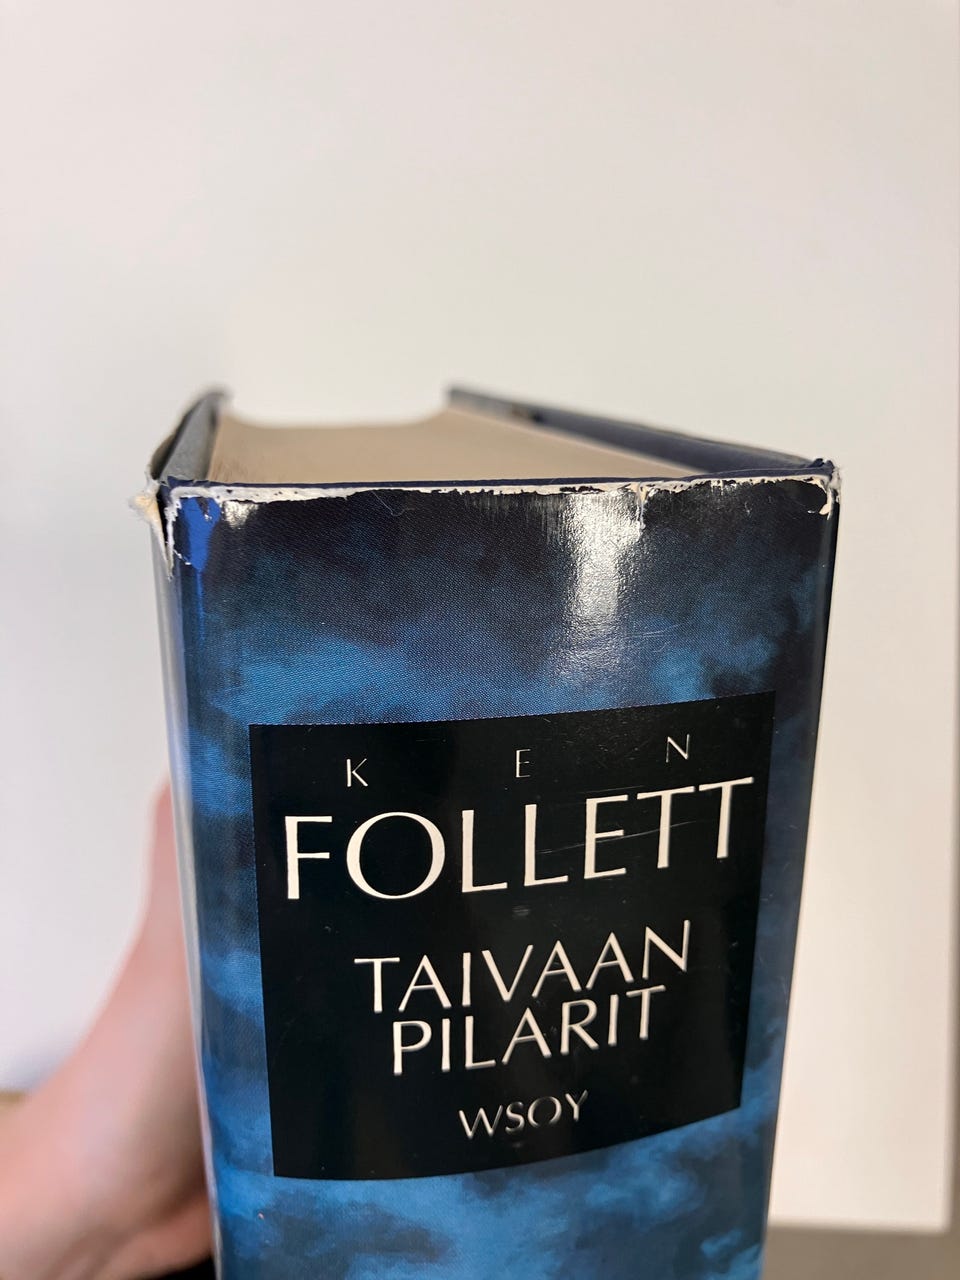 KEN
FOLLETT
TAIVAAN
PILARIT
WSOY